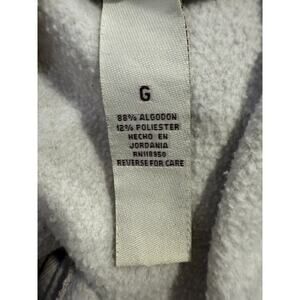 G
88% ALGODON
12% POLIESTER
HECHO EN
JORDANIA
RN118950
REVERSE FOR CARE